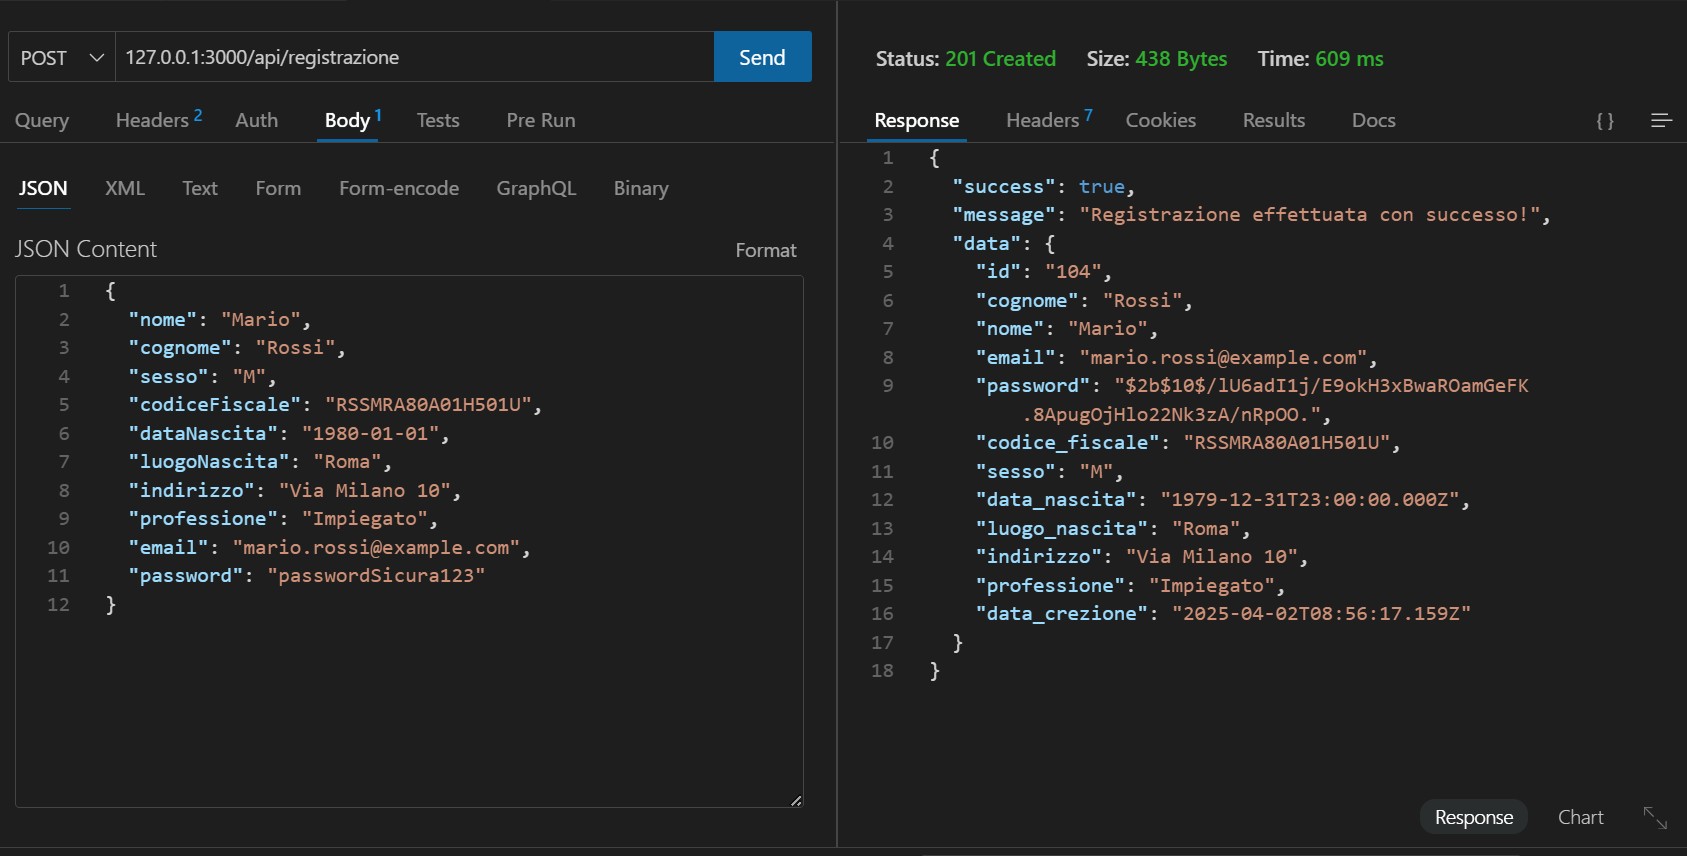 POST
127.0.0.1:3000/api/registrazione
Send
Query Headers 2 Auth Body 1 Tests Pre Run
JSON XML Text Form Form-encode GraphQL Binary
JSON Content
Format
1 {
2 "nome": "Mario",
3 "cognome": "Rossi",
4 "sesso": "M",
5 "codiceFiscale": "RSSMRA80A01H501U",
6 "dataNascita": "1980-01-01",
7 "luogoNascita": "Roma",
8 "indirizzo": "Via Milano 10",
9 "professione": "Impiegato",
10 "email": "mario.rossi@example.com",
11 "password": "passwordSicura123"
12 }
Status: 201 Created Size: 438 Bytes Time: 609 ms
Response Headers 7 Cookies Results Docs { }
1 {
2 "success": true,
3 "message": "Registrazione effettuata con successo!",
4 "data": {
5 "id": "104",
6 "cognome": "Rossi",
7 "nome": "Mario",
8 "email": "mario.rossi@example.com",
9 "password": "$2b$10$/lU6adI1j/E9okH3xBwaROamGeFK
.8ApugOjHlo22Nk3zA/nRpOO.",
10 "codice_fiscale": "RSSMRA80A01H501U",
11 "sesso": "M",
12 "data_nascita": "1979-12-31T23:00:00.000Z",
13 "luogo_nascita": "Roma",
14 "indirizzo": "Via Milano 10",
15 "professione": "Impiegato",
16 "data_crezione": "2025-04-02T08:56:17.159Z"
17 }
18 }
Response Chart